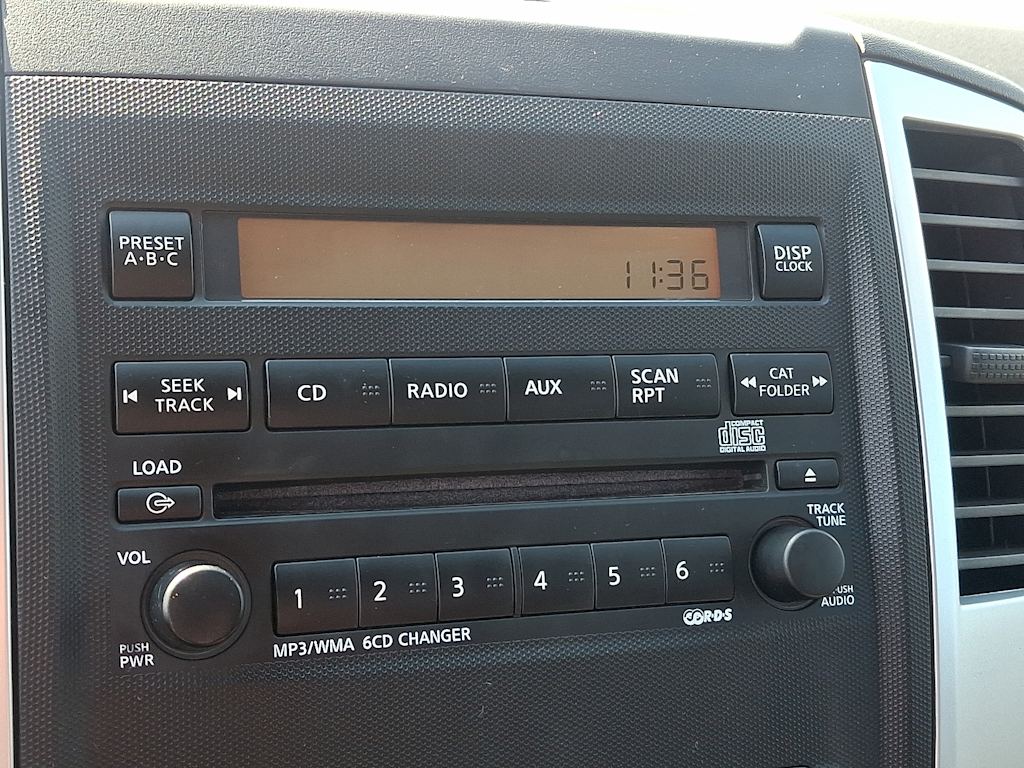 PRESET
A·B·C
11:36
DISP
CLOCK
SEEK
TRACK
CD
RADIO
AUX
SCAN
RPT
CAT
FOLDER
COMPACT
disc
DIGITAL AUDIO
LOAD
TRACK
TUNE
VOL
1 2 3 4 5 6
PUSH
AUDIO
R·D·S
PUSH
PWR
MP3/WMA 6CD CHANGER